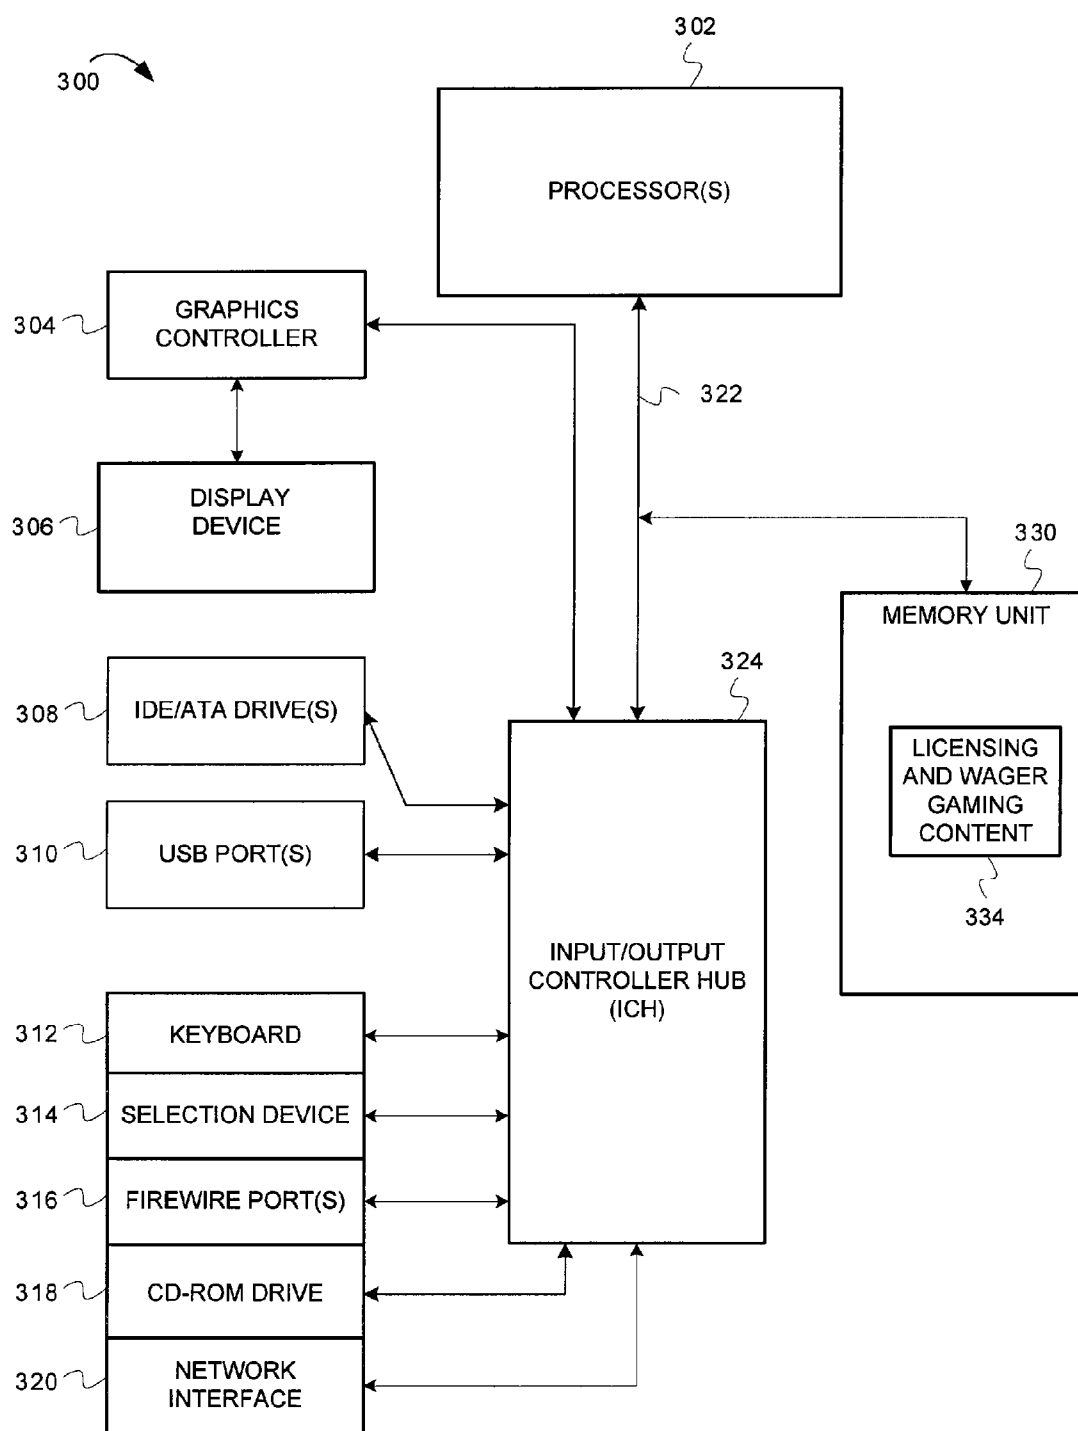 302
300
PROCESSOR(S)
GRAPHICS
CONTROLLER
304
322
DISPLAY
DEVICE
306
330
MEMORY UNIT
324
IDE/ATA DRIVE(S)
308
LICENSING
AND WAGER
GAMING
CONTENT
USB PORT(S)
310
334
INPUT/OUTPUT
CONTROLLER HUB
(ICH)
312
KEYBOARD
314
SELECTION DEVICE
316
FIREWIRE PORT(S)
318
CD-ROM DRIVE
320
NETWORK
INTERFACE